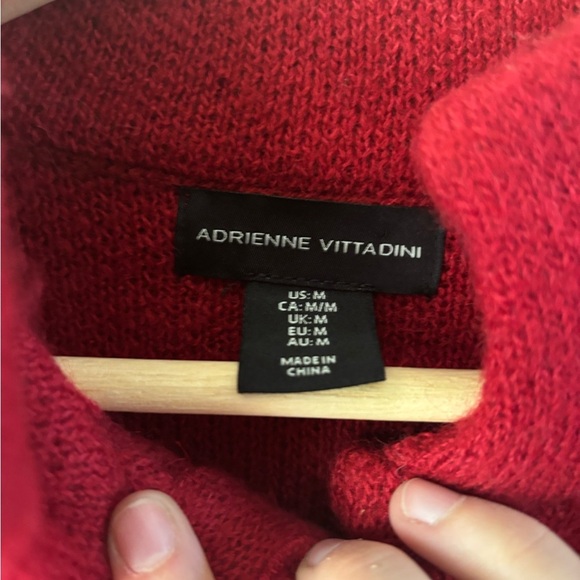 ADRIENNE VITTADINI
US: M
CA: M/M
UK: M
EU: M
AU: M
MADE IN
CHINA